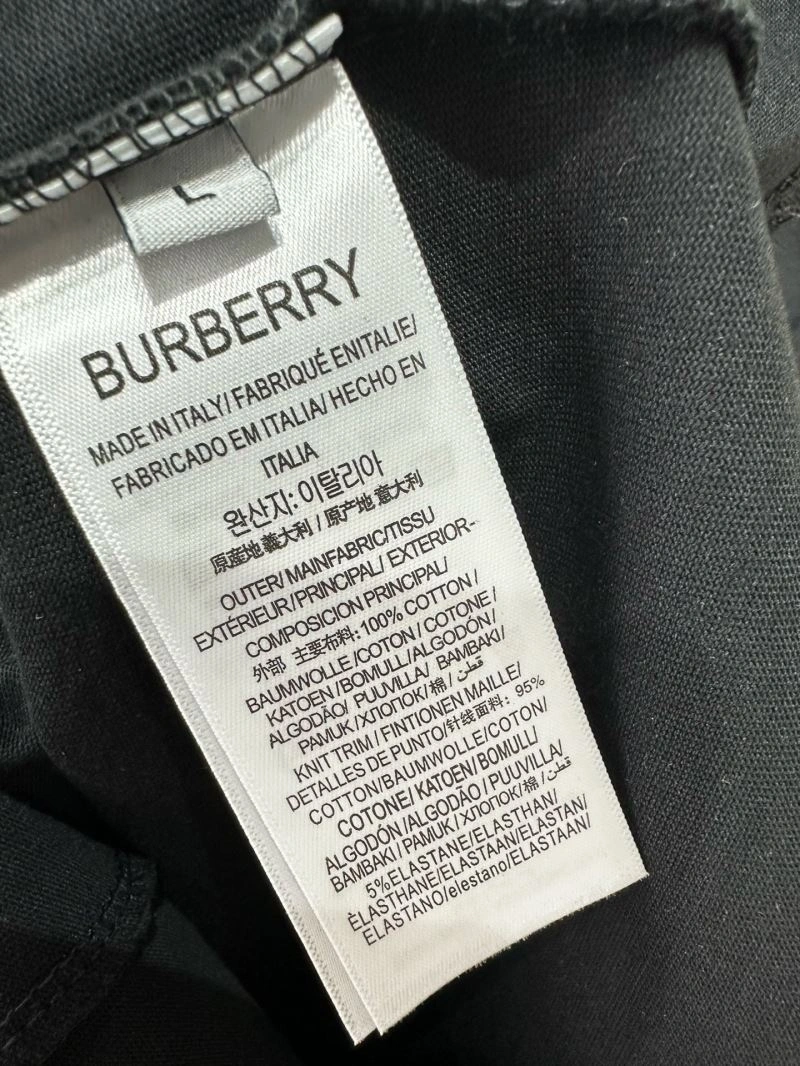 L
BURBERRY
MADE IN ITALY/ FABRIQUÉ ENITALIE/
FABRICADO EM ITALIA/ HECHO EN
ITALIA
완산지: 이탈리아
原産地 義大利 / 原产地 意大利
OUTER/ MAINFABRIC/TISSU
EXTÉRIEUR/PRINCIPAL/ EXTERIOR-
COMPOSICION PRINCIPAL/
外部 主要布料: 100% COTTON /
BAUMWOLLE /COTON / COTONE /
KATOEN /BOMULL/ ALGODÓN/
ALGODÃO/ PUUVILLA/ BAMBAKI/
PAMUK/ХЛОПОК/ 棉 / قطن /
KNIT TRIM / FINTIONEN MAILLE/
DETALLES DE PUNTO/针线面料: 95%
COTTON/BAUMWOLLE/COTON/
COTONE/ KATOEN/ BOMULL/
ALGODÓN/ ALGODÃO / PUUVILLA/
BAMBAKI/ PAMUK / ХЛОПОК/ 棉/ قطن/
5%ELASTANE/ELASTHAN/
ÈLASTHANE/ELASTAAN/ELASTAN/
ELASTANO/elestano/ELASTAAN/